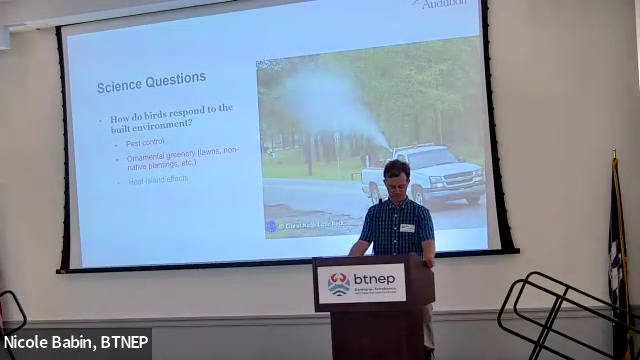 Audubon
Science Questions
• How do birds respond to the
built environment?
• Pest control
• Ornamental greenery (lawns, non-
native plantings, etc.)
• Heat island effects
btnep
Nicole Babin, BTNEP